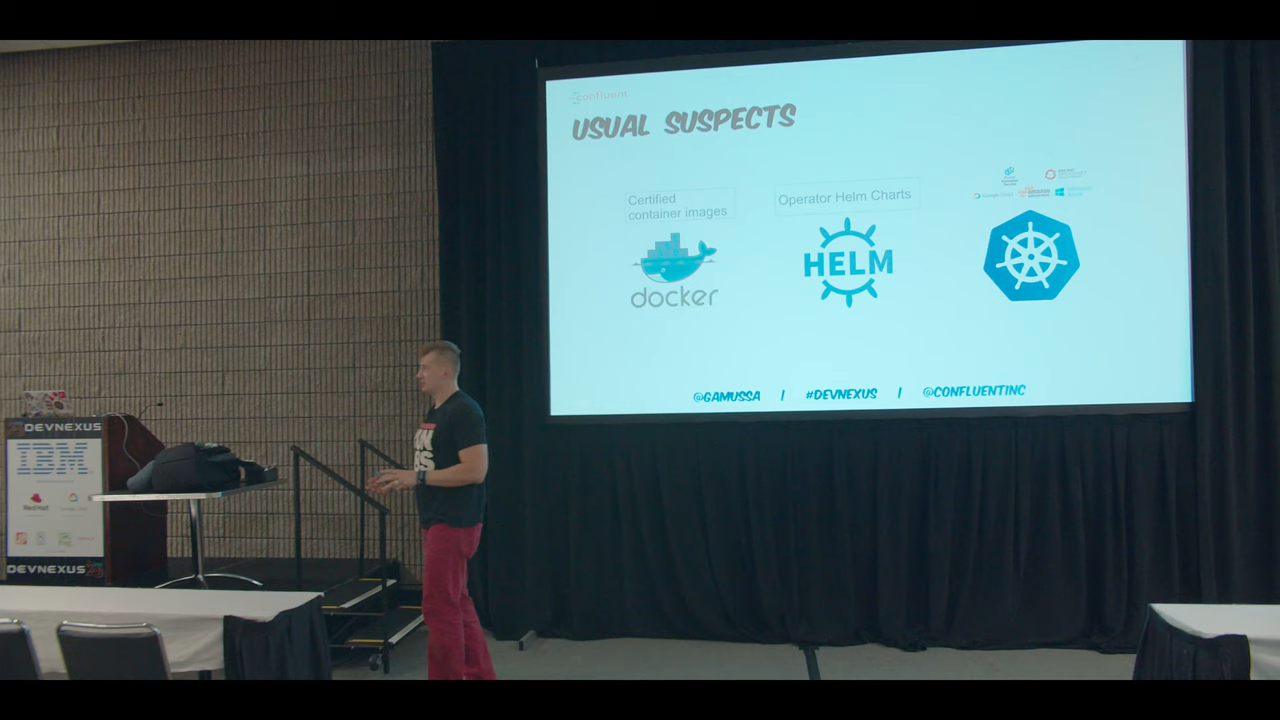 confluent
USUAL SUSPECTS
Certified
container images
Operator Helm Charts
docker
HELM
@GAMUSSA | #DEVNEXUS | @CONFLUENTINC
DEVNEXUS
IBM
Red Hat
DEVNEXUS